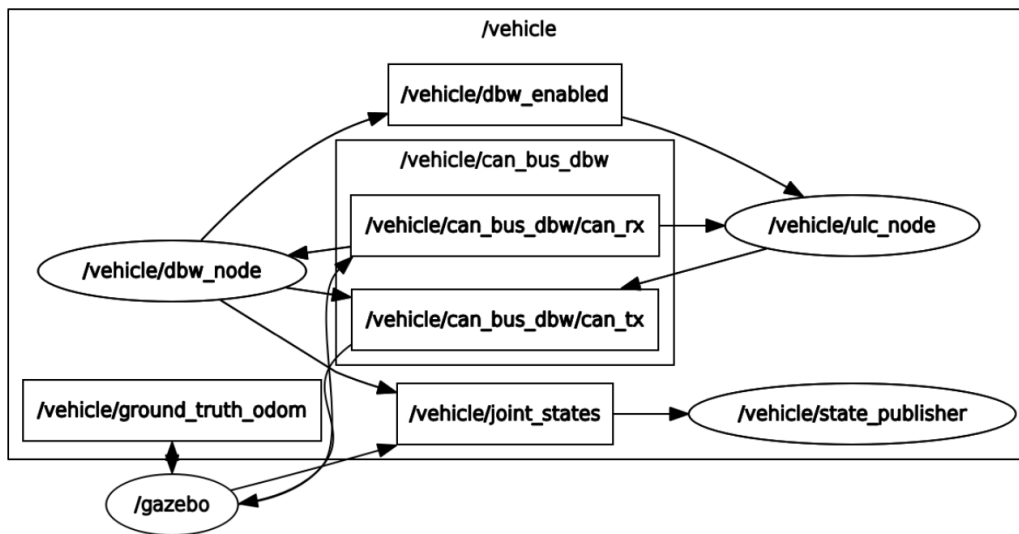 /vehicle
/vehicle/dbw_enabled
/vehicle/can_bus_dbw
/vehicle/can_bus_dbw/can_rx
/vehicle/ulc_node
/vehicle/dbw_node
/vehicle/can_bus_dbw/can_tx
/vehicle/ground_truth_odom
/vehicle/joint_states
/vehicle/state_publisher
/gazebo